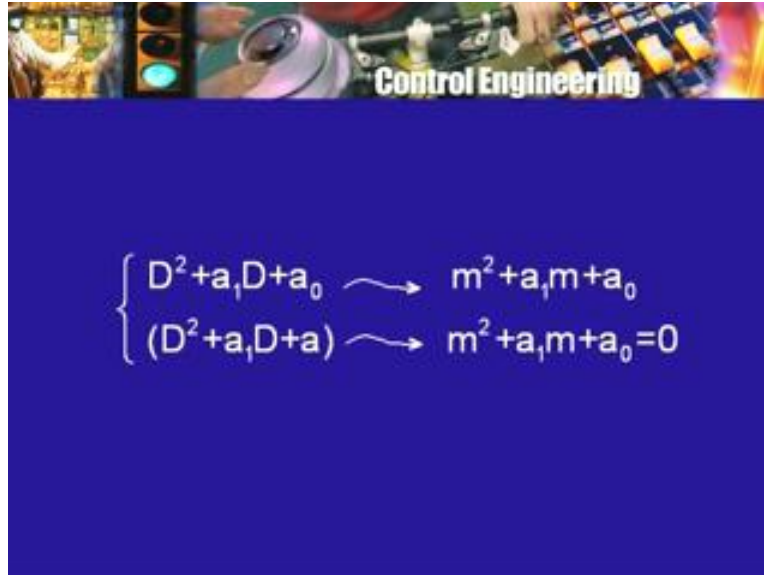 Control Engineering
D²+a₁D+a₀ → m²+a₁m+a₀
(D²+a₁D+a) → m²+a₁m+a₀=0